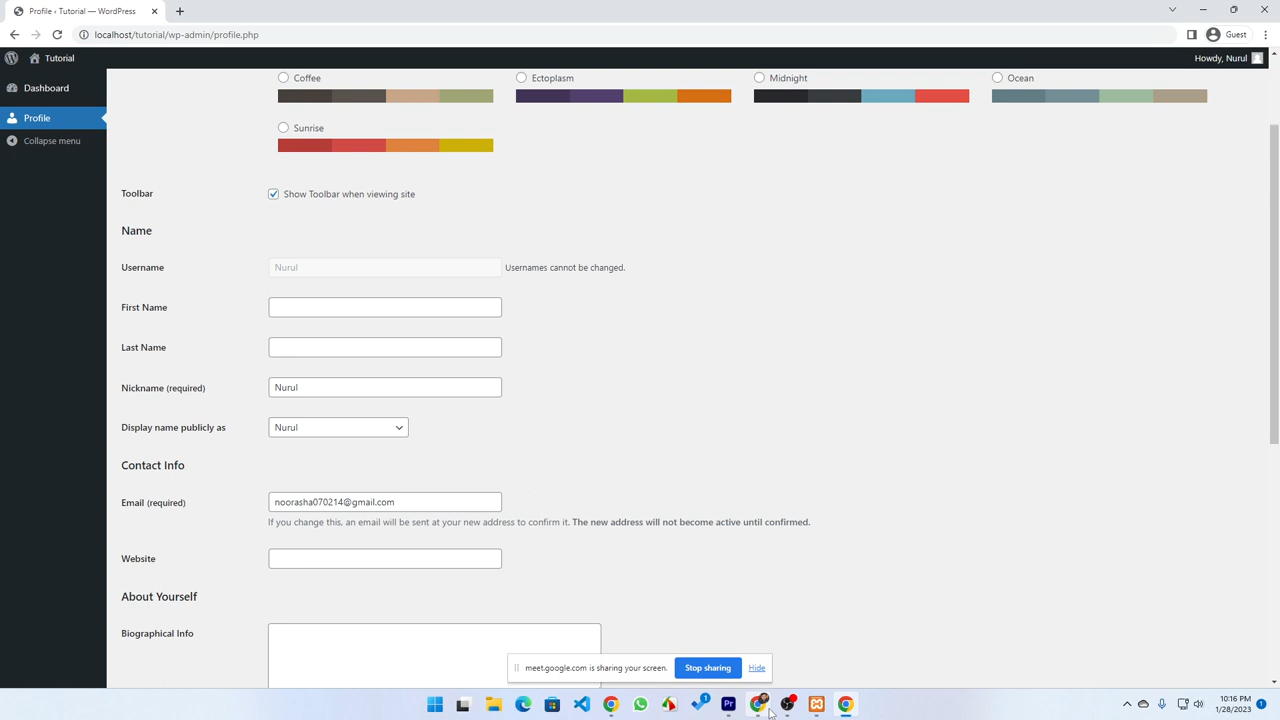 Profile ‹ Tutorial — WordPress
localhost/tutorial/wp-admin/profile.php
Guest
Tutorial
Howdy, Nurul
Dashboard
Profile
Collapse menu
Coffee
Ectoplasm
Midnight
Ocean
Sunrise
Toolbar
Show Toolbar when viewing site
Name
Username
Nurul
Usernames cannot be changed.
First Name
Last Name
Nickname (required)
Nurul
Display name publicly as
Nurul
Contact Info
Email (required)
noorasha070214@gmail.com
If you change this, an email will be sent at your new address to confirm it. The new address will not become active until confirmed.
Website
About Yourself
Biographical Info
meet.google.com is sharing your screen.
Stop sharing
Hide
1
Pr
10:16 PM
1/28/2023
1